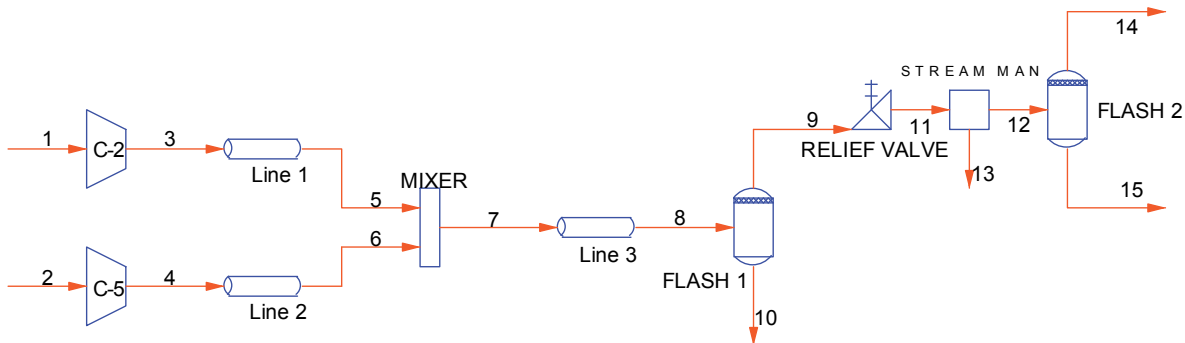 14
STREAM MAN
FLASH 2
9
11
12
RELIEF VALVE
13
15
1
C-2
3
Line 1
MIXER
5
7
8
Line 3
6
FLASH 1
2
C-5
4
Line 2
10